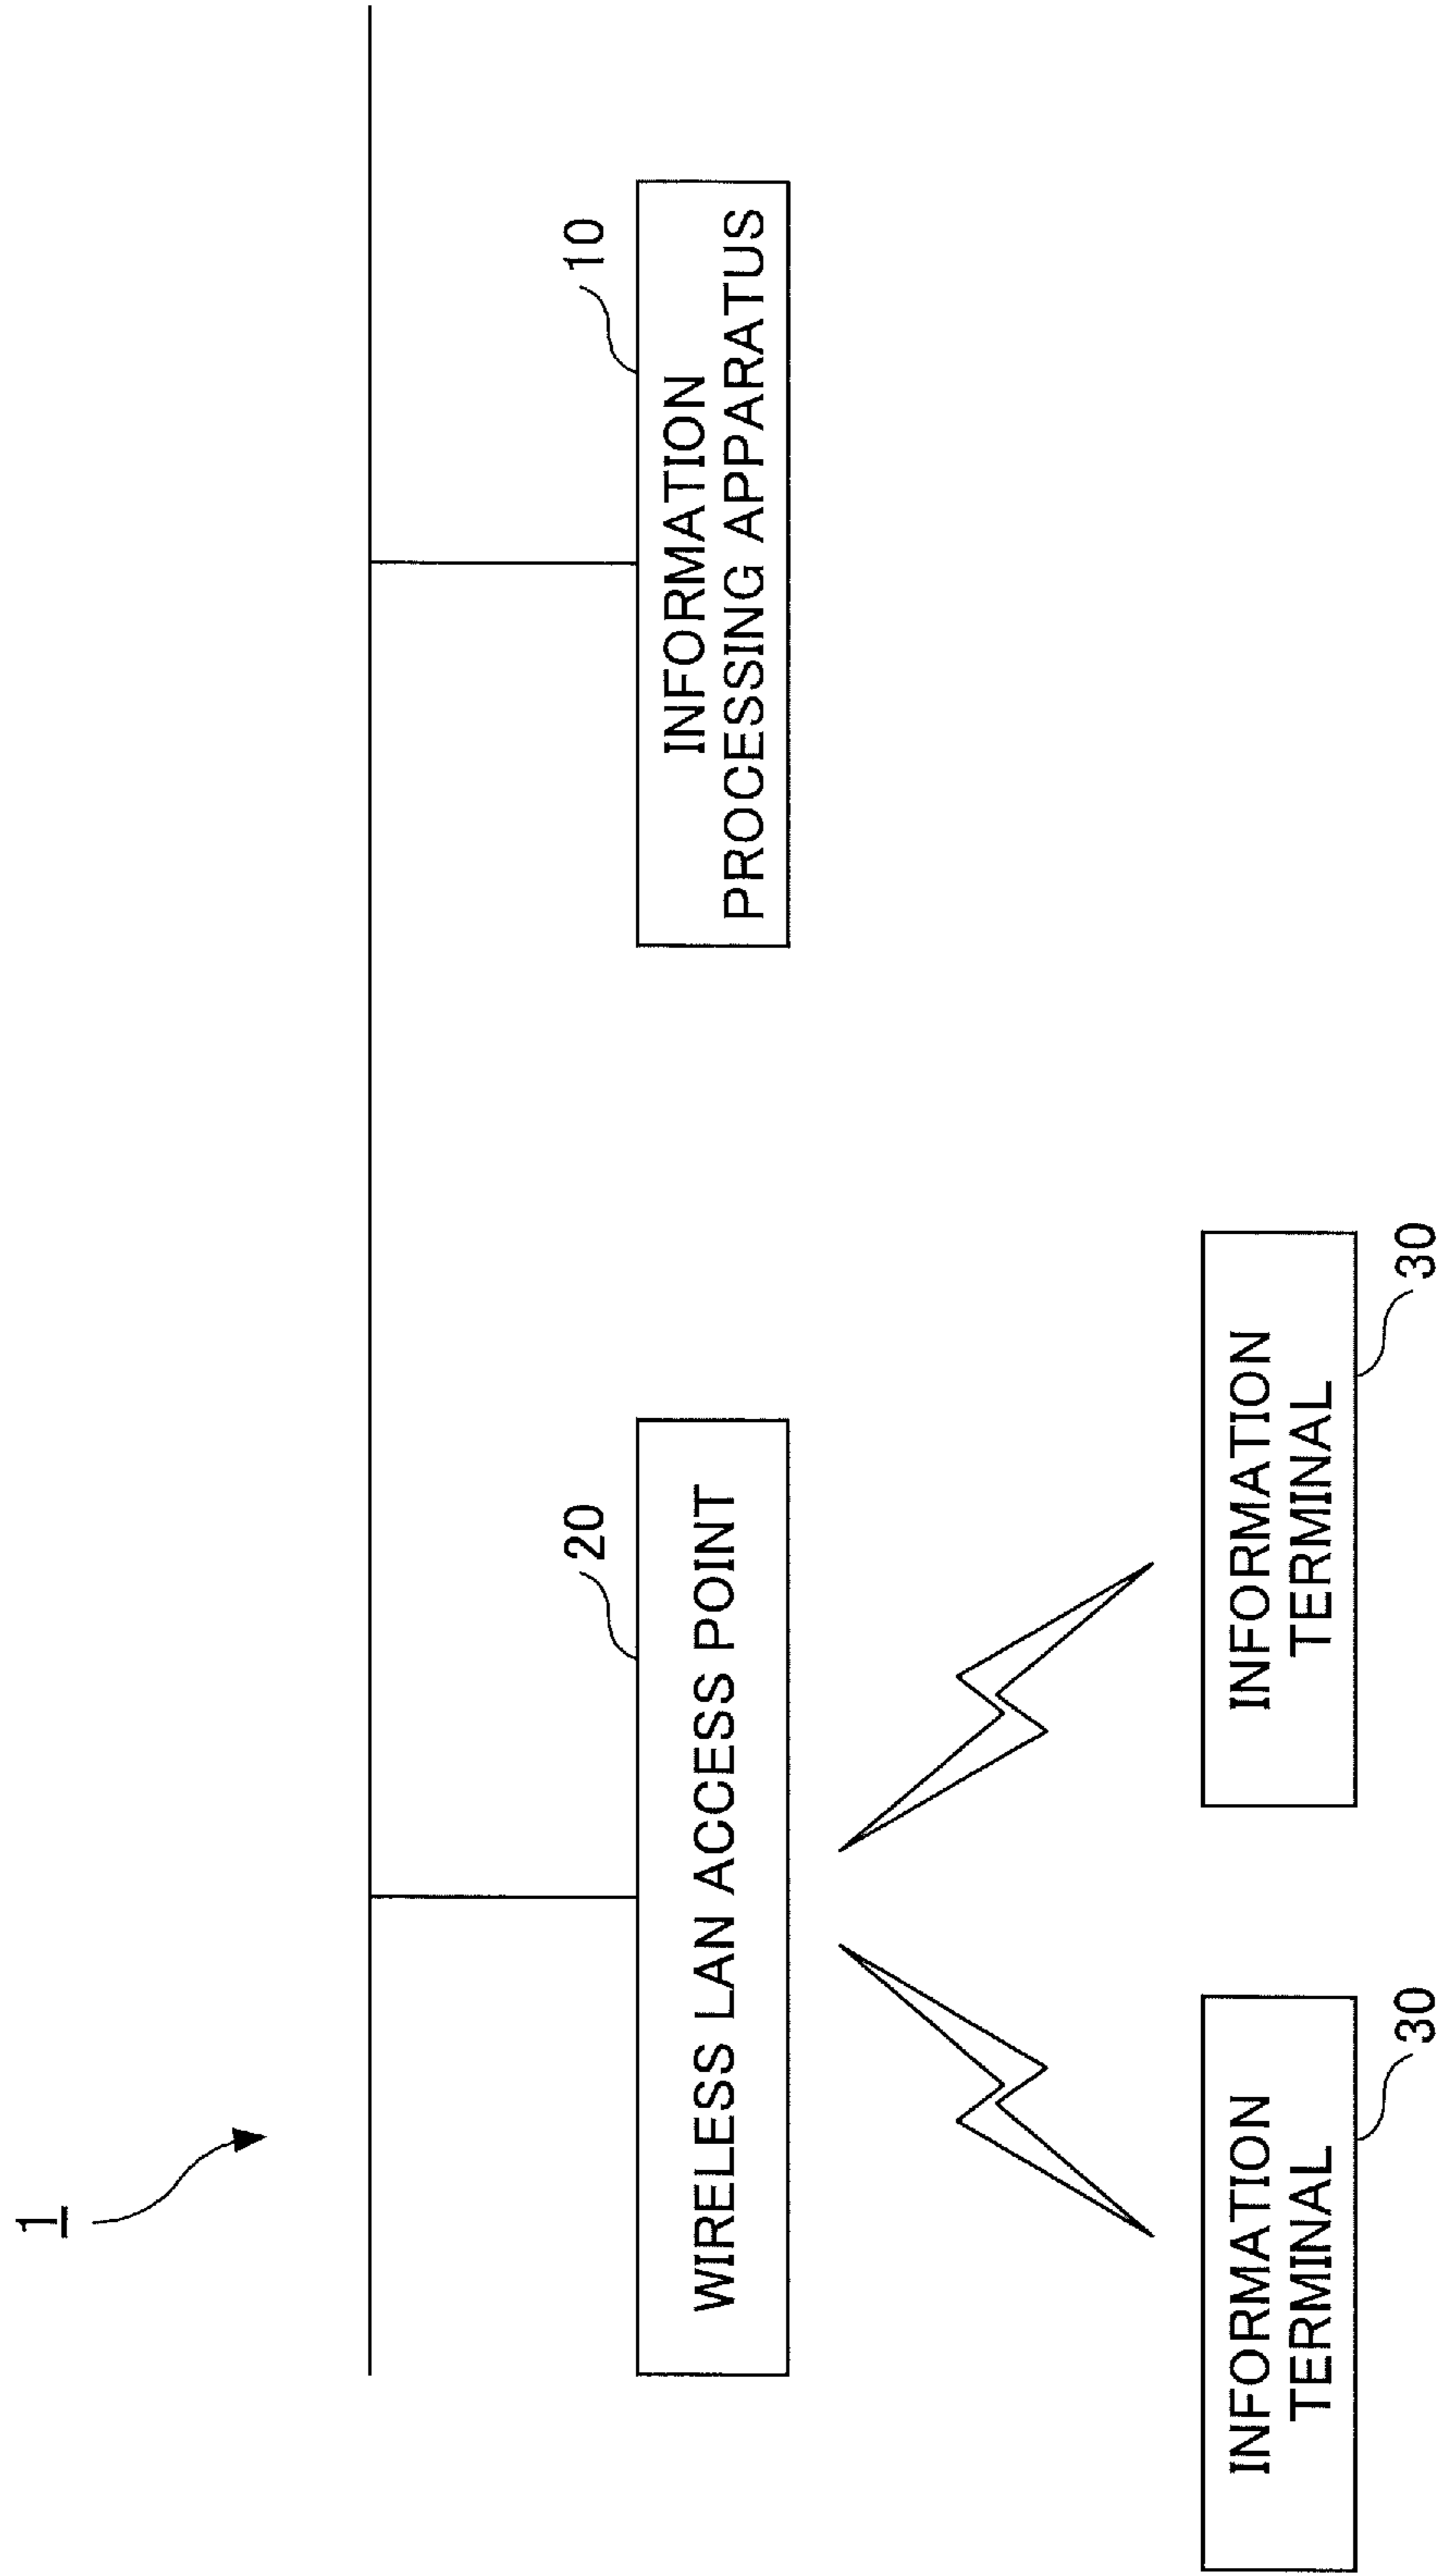 1
10
INFORMATION
PROCESSING APPARATUS
20
WIRELESS LAN ACCESS POINT
INFORMATION
TERMINAL
30
INFORMATION
TERMINAL
30